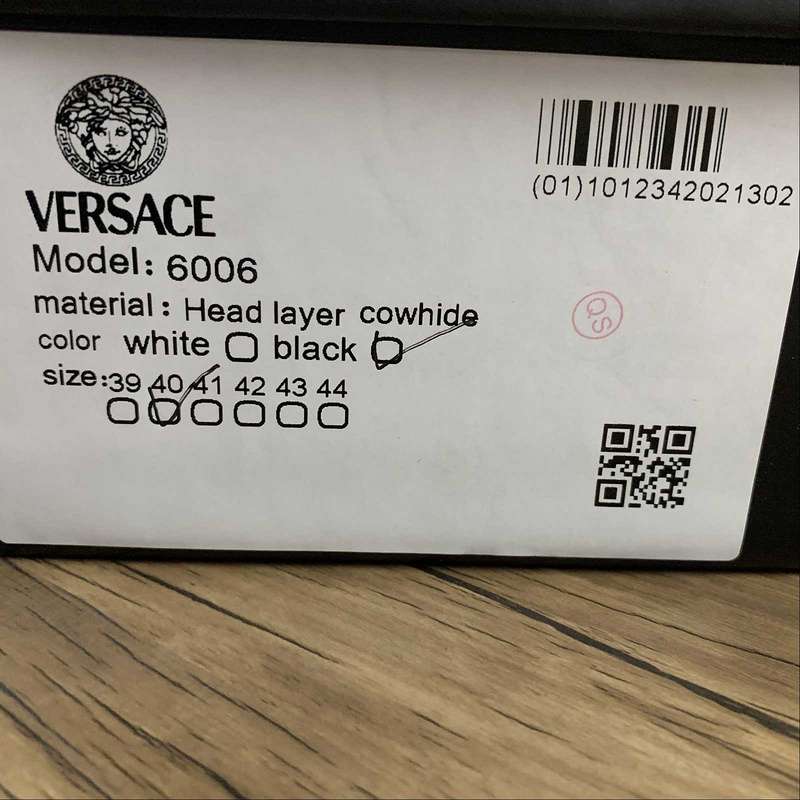 VERSACE
(01)1012342021302
Model: 6006
material: Head layer cowhide
color white black
size:39 40 41 42 43 44
QS